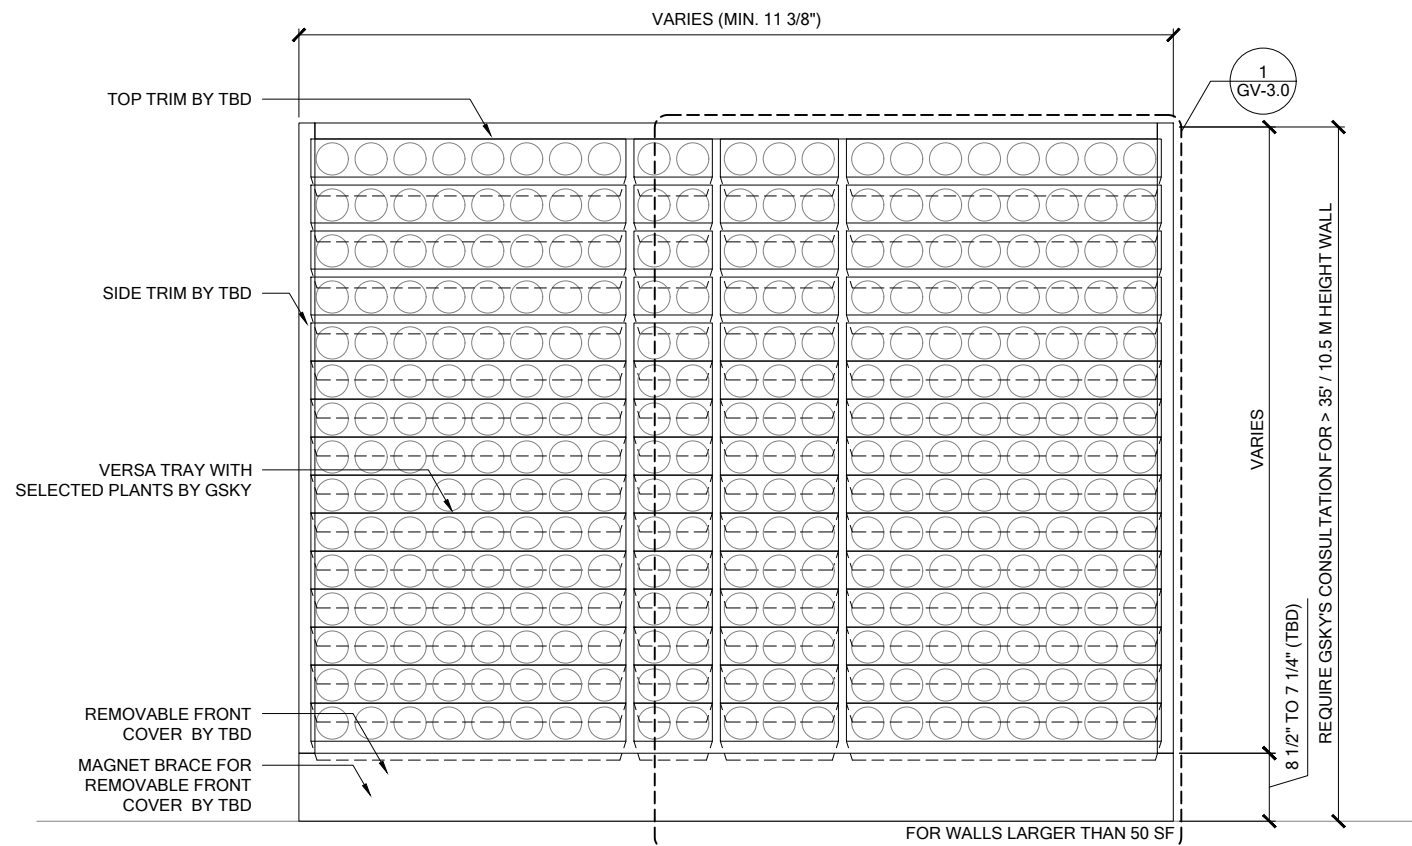 VARIES (MIN. 11 3/8")
1
GV-3.0
TOP TRIM BY TBD
SIDE TRIM BY TBD
VERSA TRAY WITH
SELECTED PLANTS BY GSKY
REMOVABLE FRONT
COVER BY TBD
MAGNET BRACE FOR
REMOVABLE FRONT
COVER BY TBD
VARIES
8 1/2" TO 7 1/4" (TBD)
REQUIRE GSKY'S CONSULTATION FOR > 35' / 10.5 M HEIGHT WALL
FOR WALLS LARGER THAN 50 SF